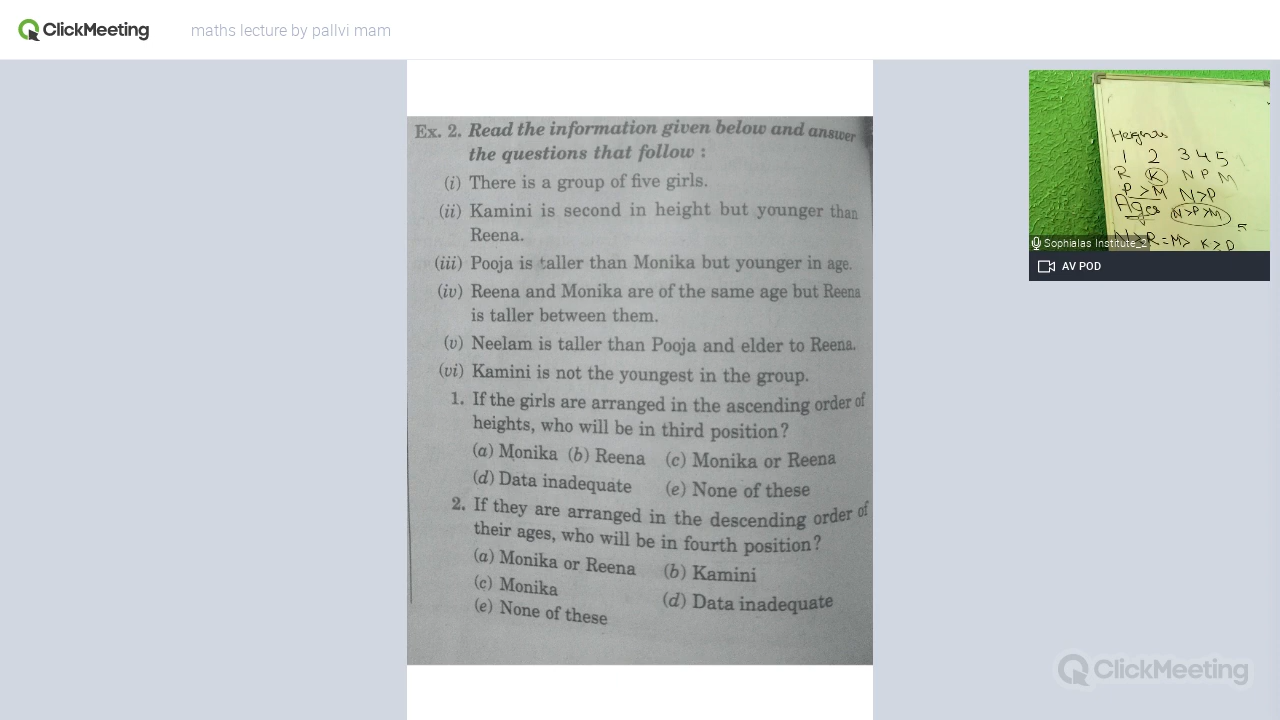 ClickMeeting
maths lecture by pallvi mam
Ex. 2. Read the information given below and answer
the questions that follow :
(i) There is a group of five girls.
(ii) Kamini is second in height but younger than
Reena.
(iii) Pooja is taller than Monika but younger in age.
(iv) Reena and Monika are of the same age but Reena
is taller between them.
(v) Neelam is taller than Pooja and elder to Reena.
(vi) Kamini is not the youngest in the group.
1. If the girls are arranged in the ascending order of
heights, who will be in third position?
(a) Monika (b) Reena (c) Monika or Reena
(d) Data inadequate (e) None of these
2. If they are arranged in the descending order of
their ages, who will be in fourth position?
(a) Monika or Reena (b) Kamini
(c) Monika (d) Data inadequate
(e) None of these
1 2 3 4 5
R K N P M
P > M N>P
Ages N>P>M
N>R=M> K>P
Sophialas Institute_2
AV POD
ClickMeeting